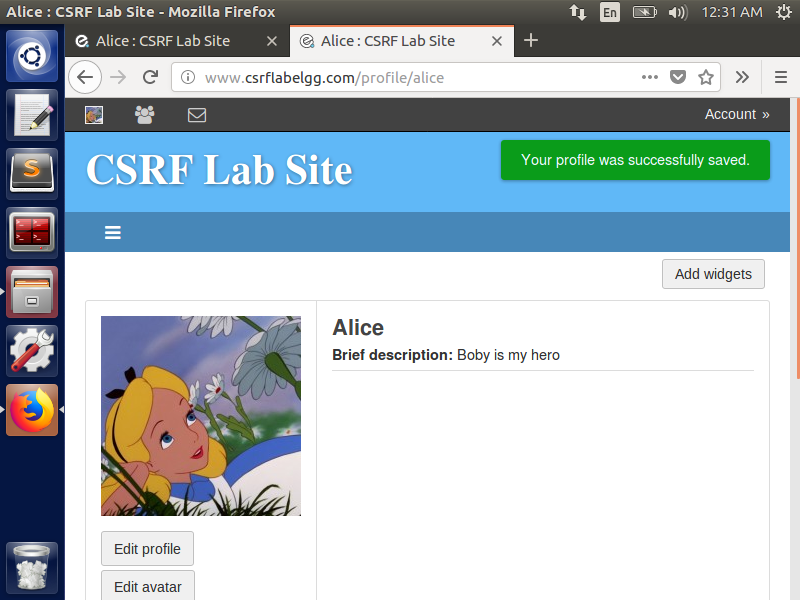 Alice : CSRF Lab Site - Mozilla Firefox
En
12:31 AM
Alice : CSRF Lab Site
Alice : CSRF Lab Site
www.csrflabelgg.com/profile/alice
Account »
CSRF Lab Site
Your profile was successfully saved.
Add widgets
Alice
Brief description: Boby is my hero
Edit profile
Edit avatar